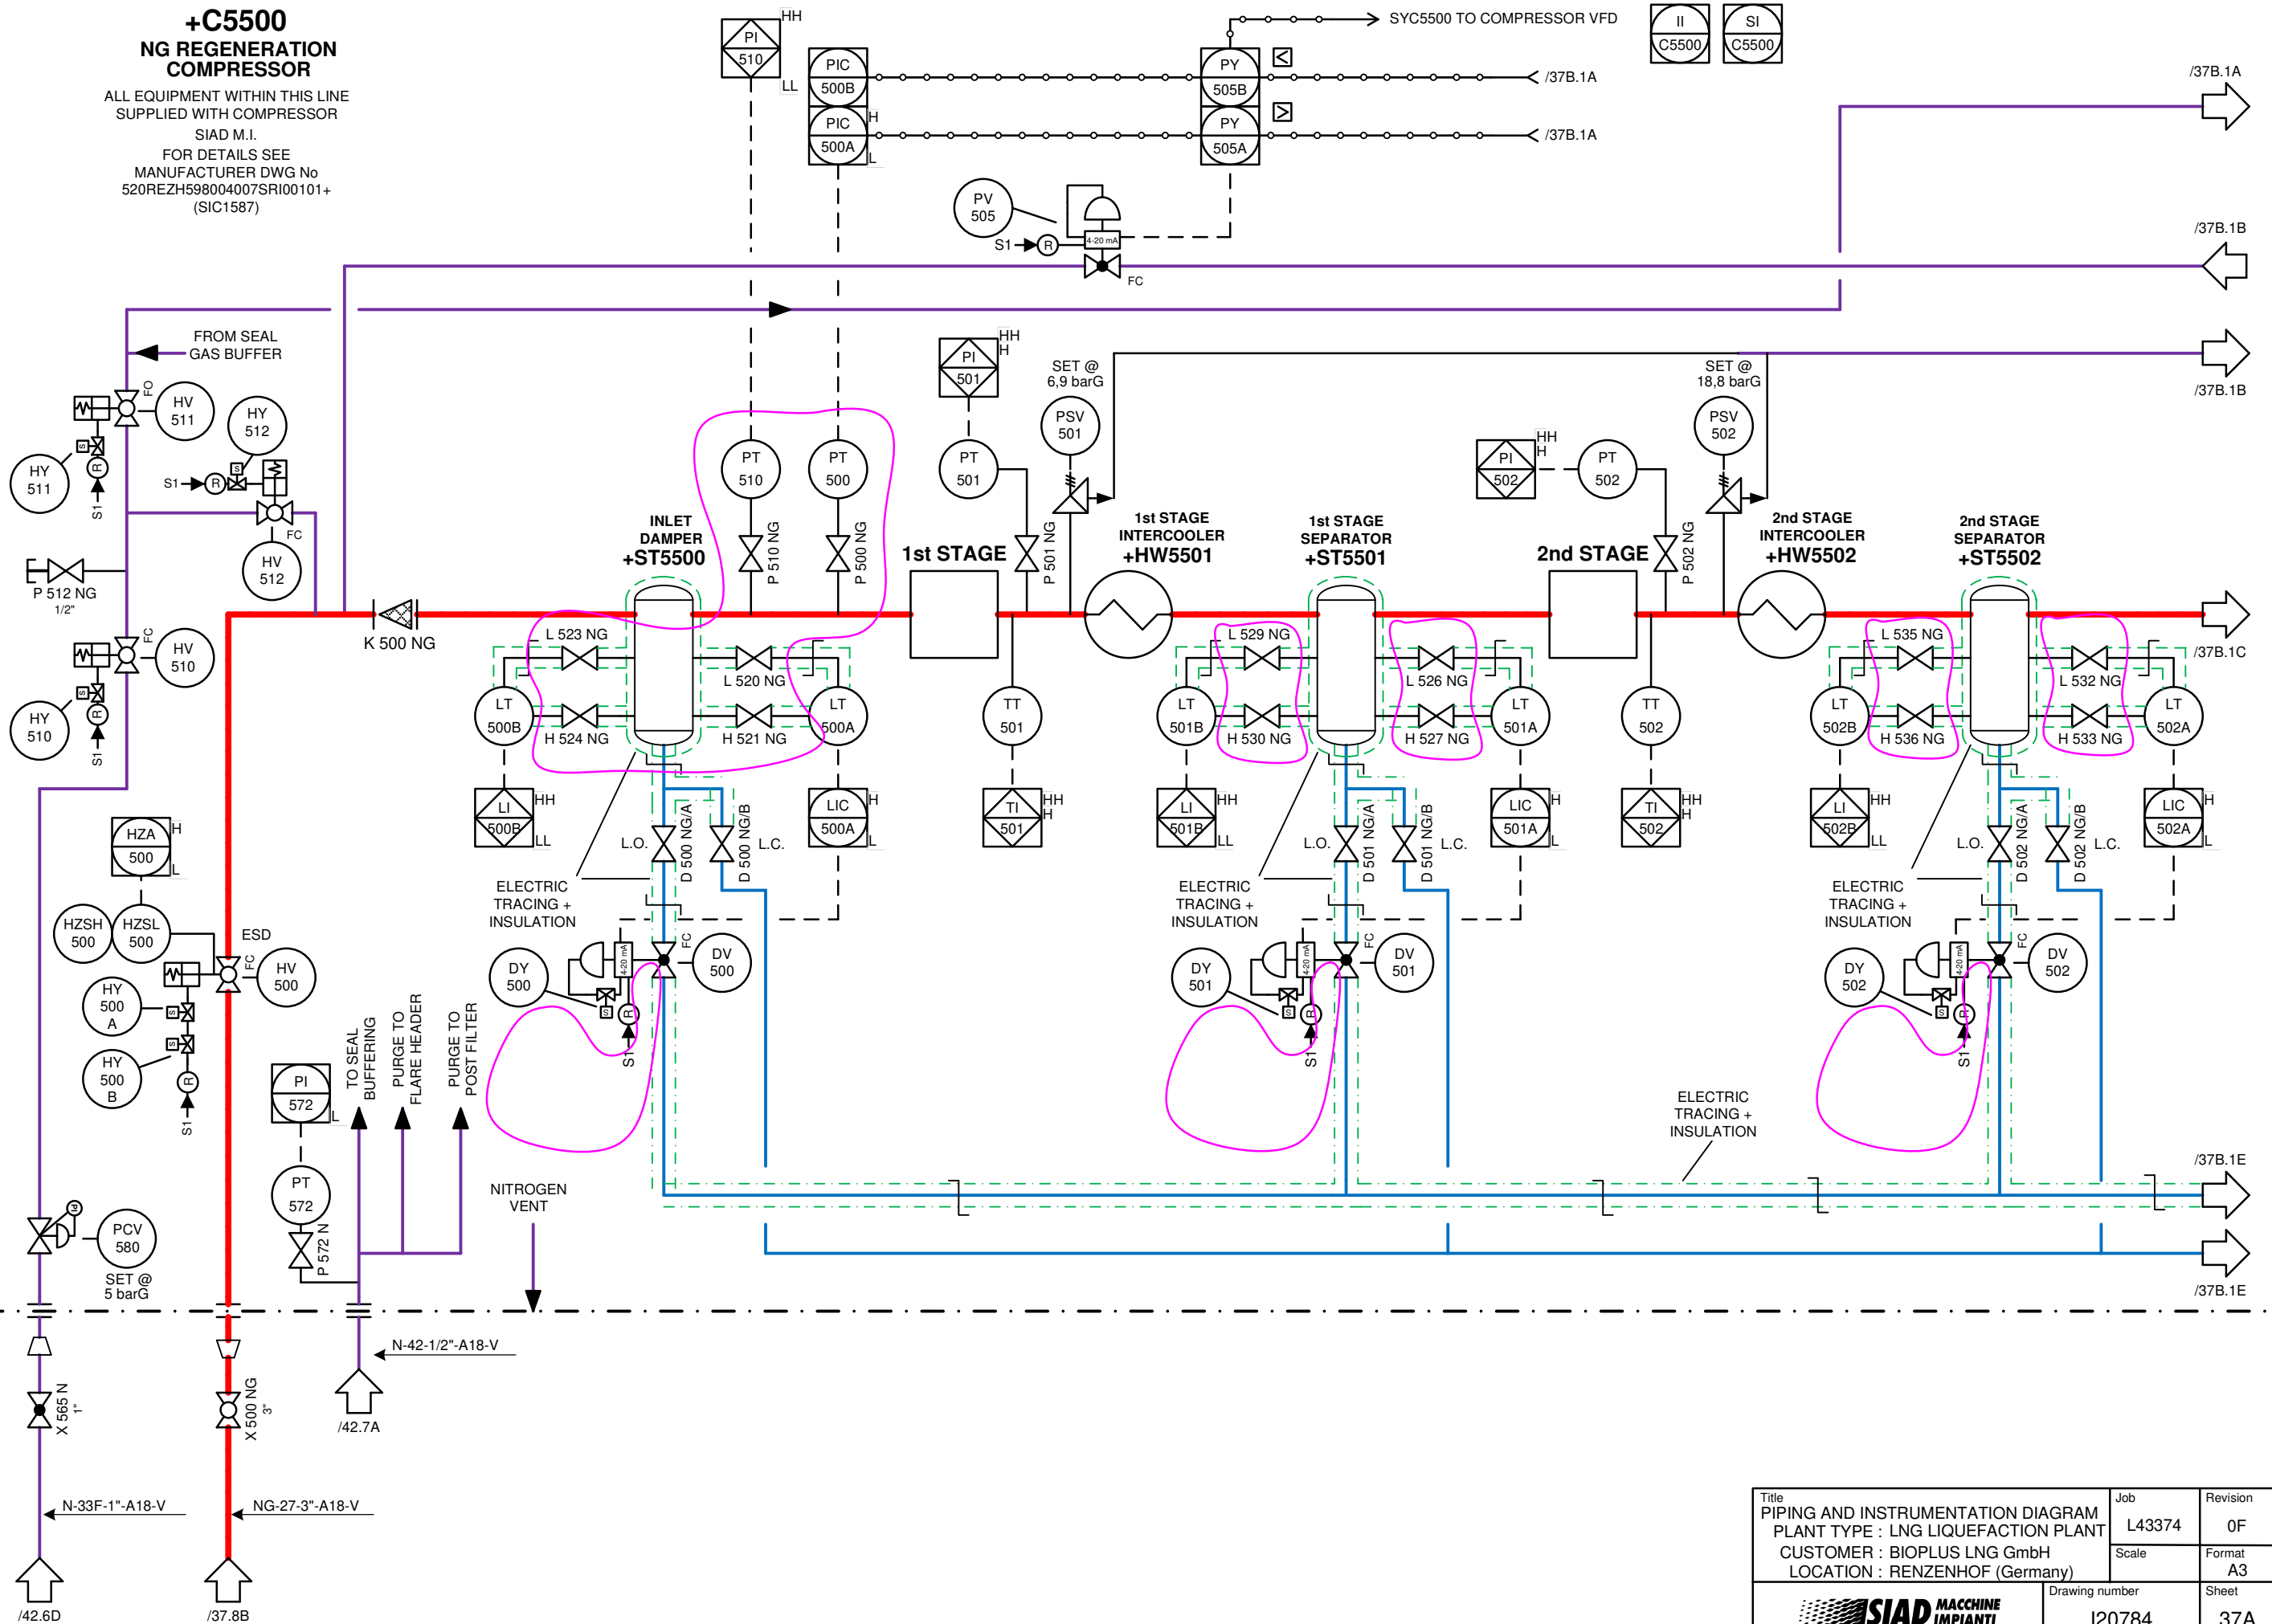 +C5500
NG REGENERATION
COMPRESSOR
ALL EQUIPMENT WITHIN THIS LINE
SUPPLIED WITH COMPRESSOR
SIAD M.I.
FOR DETAILS SEE
MANUFACTURER DWG No
520REZH598004007SRI00101+
(SIC1587)
PI
510
HH
LL
PIC
500B
PIC
500A
H
L
PY
505B
PY
505A
<
>
SYC5500 TO COMPRESSOR VFD
/37B.1A
/37B.1A
II
C5500
SI
C5500
/37B.1A
PV
505
S1
R
4-20 mA
FC
/37B.1B
FROM SEAL
GAS BUFFER
FO
HV
511
HY
511
S
R
S1
HY
512
S1
R
S
FC
HV
512
P 512 NG
1/2"
FC
HV
510
HY
510
S
R
S1
K 500 NG
INLET
DAMPER
+ST5500
PT
510
P 510 NG
PT
500
P 500 NG
1st STAGE
PI
501
HH
H
PT
501
P 501 NG
SET @
6,9 barG
PSV
501
1st STAGE
INTERCOOLER
+HW5501
1st STAGE
SEPARATOR
+ST5501
PI
502
HH
H
PT
502
2nd STAGE
P 502 NG
SET @
18,8 barG
PSV
502
2nd STAGE
INTERCOOLER
+HW5502
2nd STAGE
SEPARATOR
+ST5502
/37B.1B
/37B.1C
L 523 NG
L 520 NG
LT
500B
LT
500A
H 524 NG
H 521 NG
TT
501
L 529 NG
L 526 NG
LT
501B
LT
501A
H 530 NG
H 527 NG
TT
502
L 535 NG
L 532 NG
LT
502B
LT
502A
H 536 NG
H 533 NG
LI
500B
HH
LL
LIC
500A
H
L
TI
501
HH
H
LI
501B
HH
LL
LIC
501A
H
L
TI
502
HH
H
LI
502B
HH
LL
LIC
502A
H
L
L.O.
D 500 NG/A
D 500 NG/B
L.C.
L.O.
D 501 NG/A
D 501 NG/B
L.C.
L.O.
D 502 NG/A
D 502 NG/B
L.C.
ELECTRIC
TRACING +
INSULATION
ELECTRIC
TRACING +
INSULATION
ELECTRIC
TRACING +
INSULATION
HZA
500
H
L
HZSH
500
HZSL
500
ESD
FC
HV
500
HY
500
A
S
HY
500
B
S
R
S1
DY
500
4-20 mA
FC
DV
500
S
R
S1
DY
501
4-20 mA
FC
DV
501
S
R
S1
DY
502
4-20 mA
FC
DV
502
S
R
S1
PI
572
L
TO SEAL
BUFFERING
PURGE TO
FLARE HEADER
PURGE TO
POST FILTER
PT
572
P 572 N
NITROGEN
VENT
ELECTRIC
TRACING +
INSULATION
/37B.1E
/37B.1E
PI
PCV
580
SET @
5 barG
N-42-1/2"-A18-V
/42.7A
X 565 N
1"
X 500 NG
3"
N-33F-1"-A18-V
NG-27-3"-A18-V
/42.6D
/37.8B
Title
PIPING AND INSTRUMENTATION DIAGRAM
PLANT TYPE : LNG LIQUEFACTION PLANT
CUSTOMER : BIOPLUS LNG GmbH
LOCATION : RENZENHOF (Germany)
Job
L43374
Revision
0F
Scale
Format
A3
SIAD MACCHINE
IMPIANTI
Drawing number
I20784
Sheet
37A